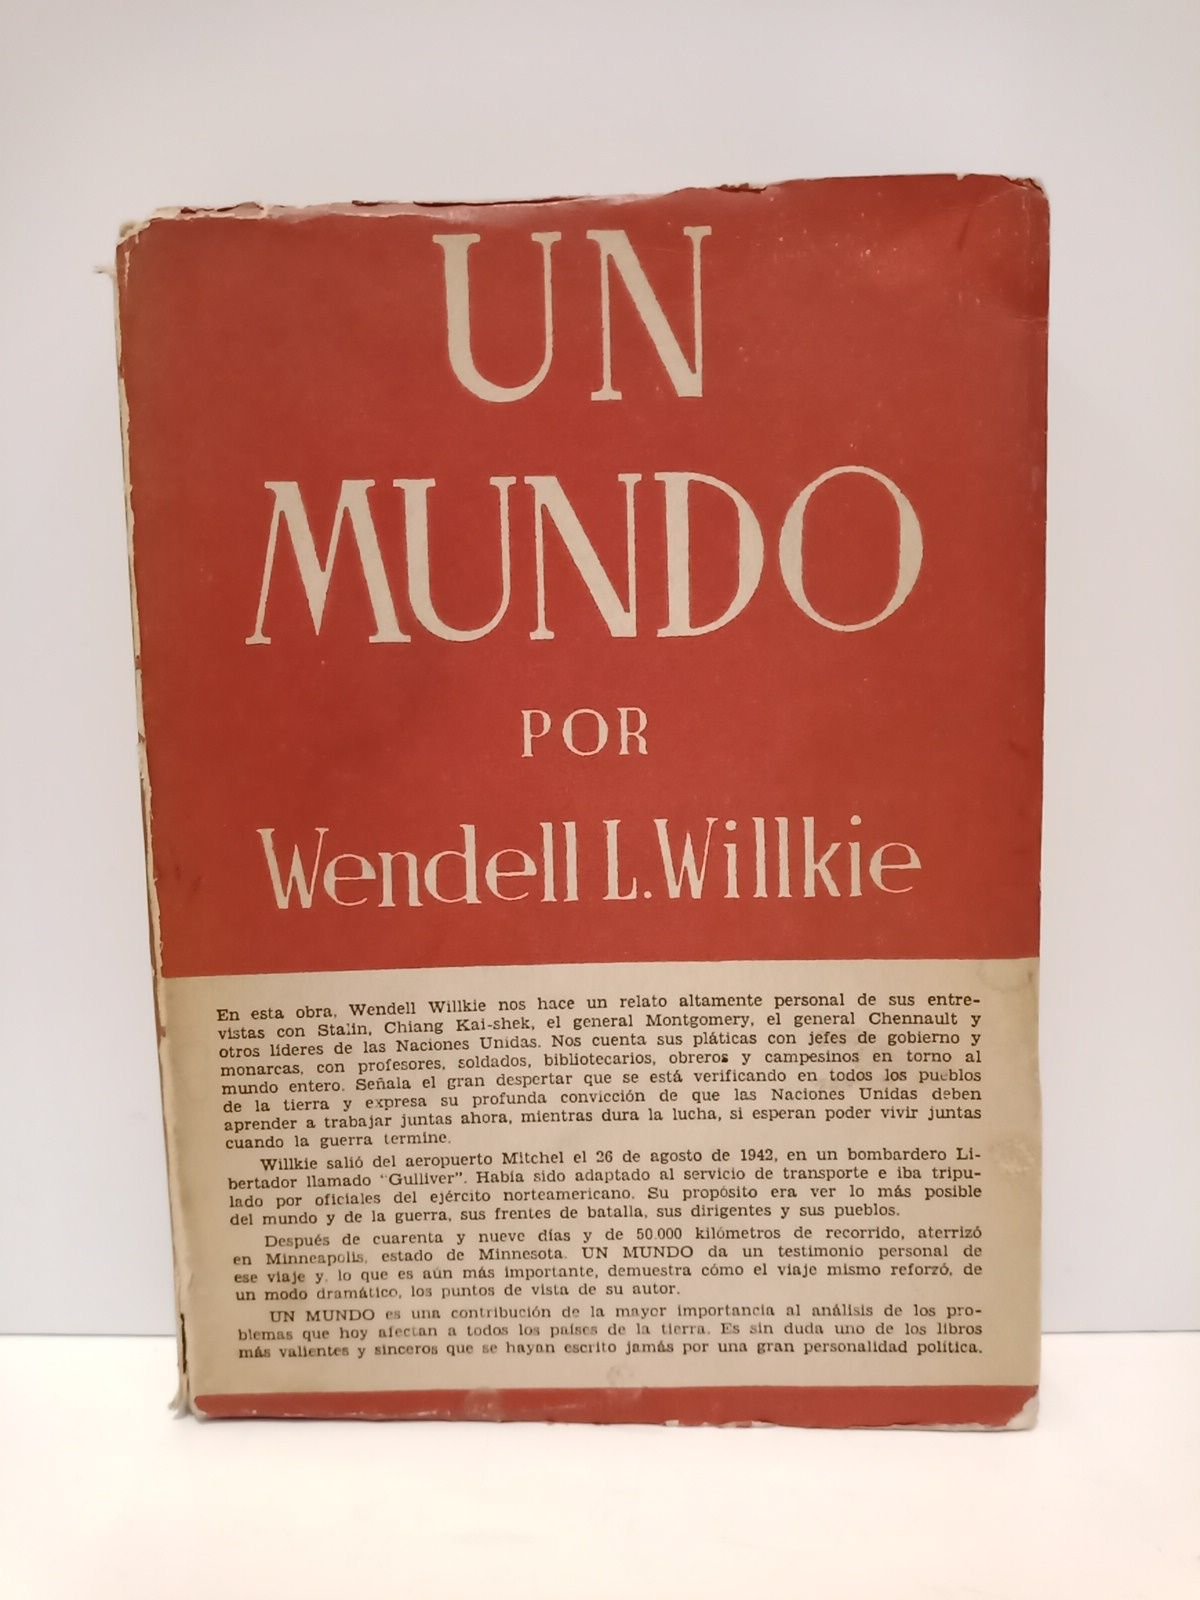 UN
MUNDO
POR
Wendell L. Willkie
En esta obra, Wendell Willkie nos hace un relato altamente personal de sus entre-
vistas con Stalin, Chiang Kai-shek, el general Montgomery, el general Chennault y
otros líderes de las Naciones Unidas. Nos cuenta sus pláticas con jefes de gobierno y
monarcas, con profesores, soldados, bibliotecarios, obreros y campesinos en torno al
mundo entero. Señala el gran despertar que se está verificando en todos los pueblos
de la tierra y expresa su profunda convicción de que las Naciones Unidas deben
aprender a trabajar juntas ahora, mientras dura la lucha, si esperan poder vivir juntas
cuando la guerra termine.
Willkie salió del aeropuerto Mitchel el 26 de agosto de 1942, en un bombardero Li-
bertador llamado "Gulliver". Había sido adaptado al servicio de transporte e iba tripu-
lado por oficiales del ejército norteamericano. Su propósito era ver lo más posible
del mundo y de la guerra, sus frentes de batalla, sus dirigentes y sus pueblos.
Después de cuarenta y nueve días y de 50.000 kilómetros de recorrido, aterrizó
en Minneapolis, estado de Minnesota. UN MUNDO da un testimonio personal de
ese viaje y, lo que es aún más importante, demuestra cómo el viaje mismo reforzó, de
un modo dramático, los puntos de vista de su autor.
UN MUNDO es una contribución de la mayor importancia al análisis de los pro-
blemas que hoy afectan a todos los países de la tierra. Es sin duda uno de los libros
más valientes y sinceros que se hayan escrito jamás por una gran personalidad política.